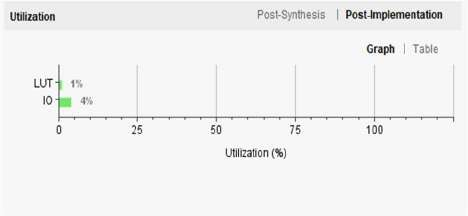 Utilization
Post-Synthesis | Post-Implementation
Graph | Table
LUT 1%
IO 4%
0 25 50 75 100
Utilization (%)